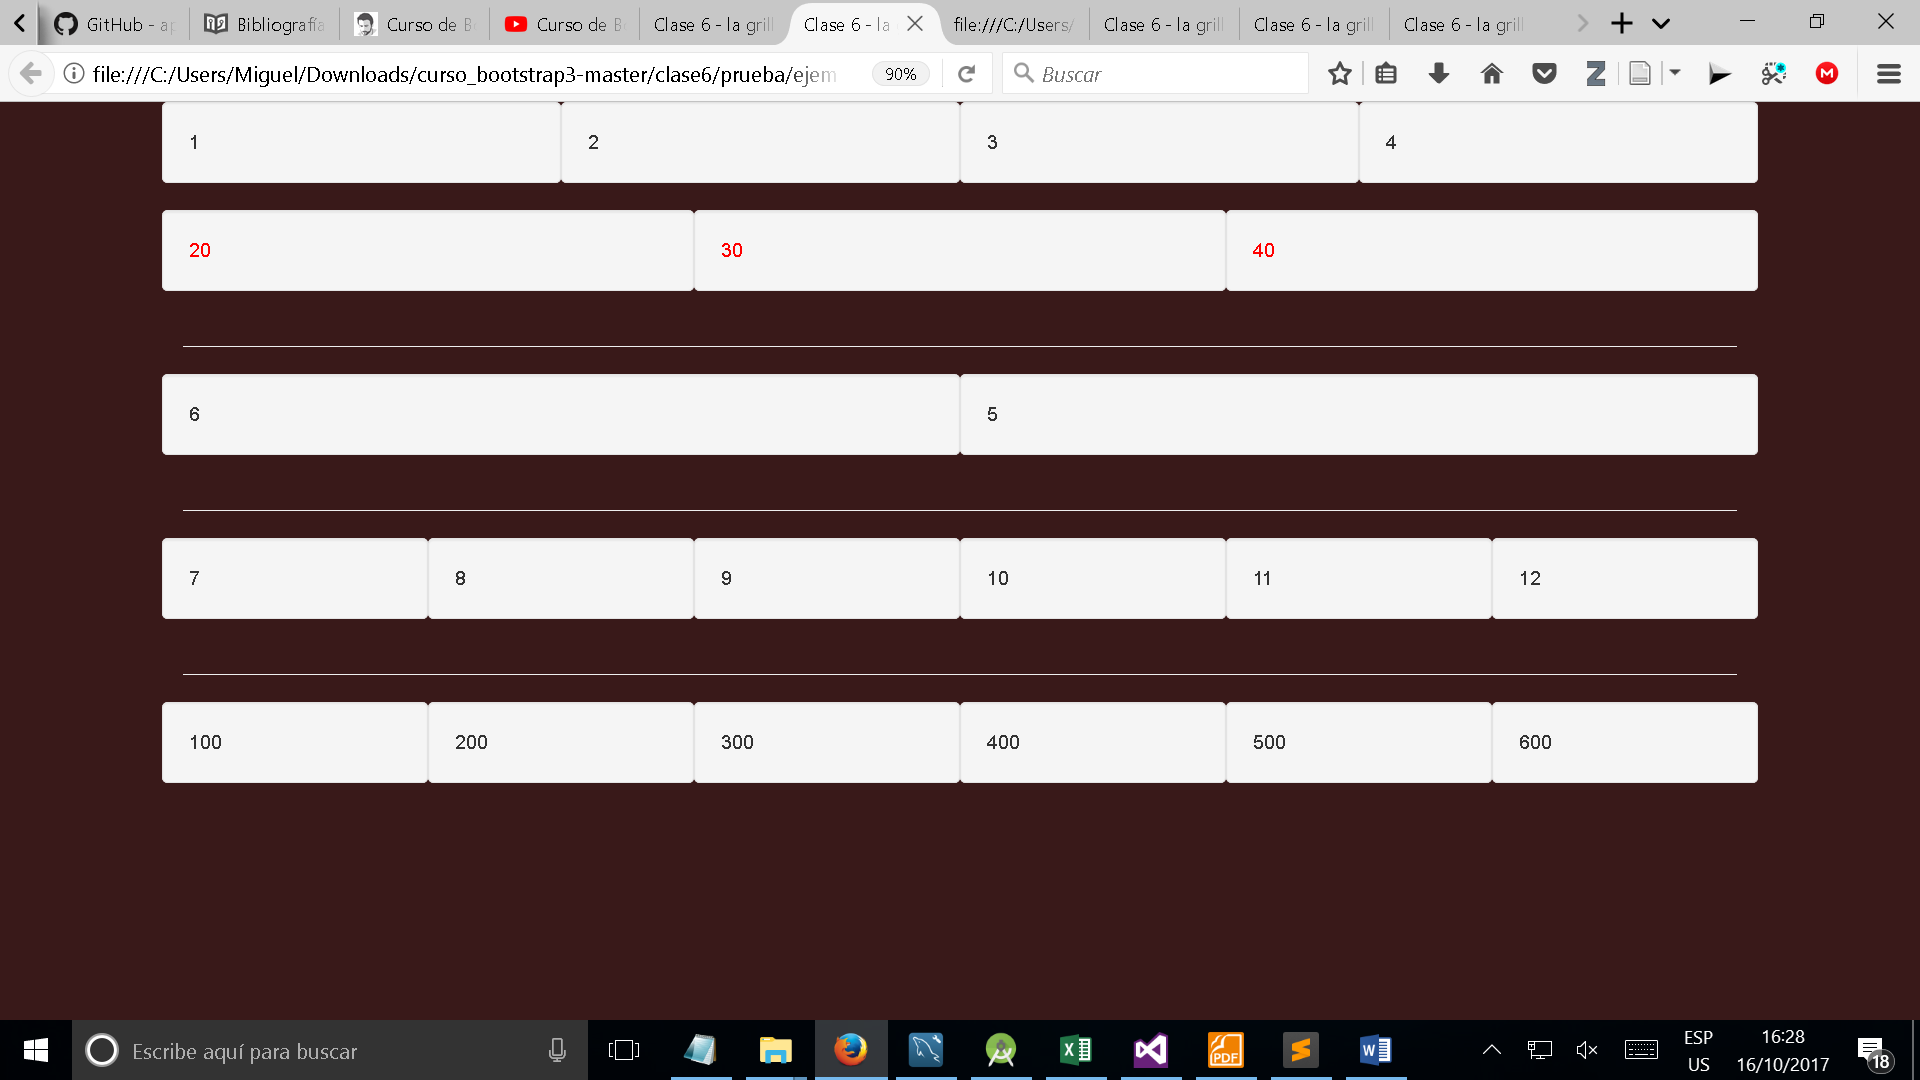 GitHub - ap Bibliografía Curso de B Curso de B Clase 6 - la grill Clase 6 - la file:///C:/Users/ Clase 6 - la grill Clase 6 - la grill Clase 6 - la grill
file:///C:/Users/Miguel/Downloads/curso_bootstrap3-master/clase6/prueba/ejem 90% Buscar
1 2 3 4
20 30 40
6 5
7 8 9 10 11 12
100 200 300 400 500 600
Escribe aquí para buscar
ESP 16:28
US 16/10/2017 18